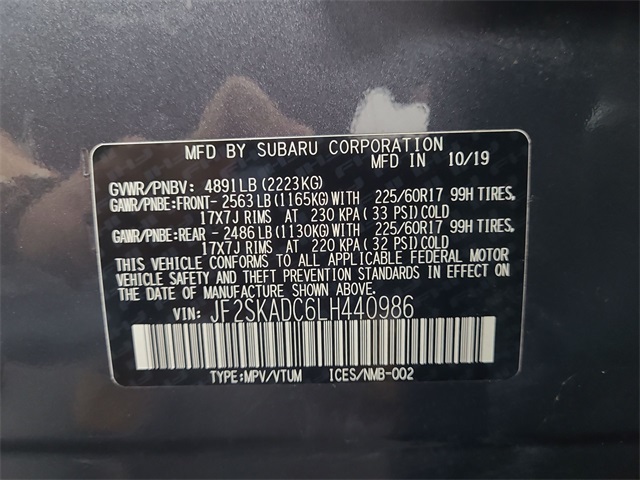 MFD BY SUBARU CORPORATION
MFD IN 10/19
GVWR/PNBV: 4891LB (2223KG)
GAWR/PNBE:FRONT- 2563 LB (1165KG) WITH 225/60R17 99H TIRES,
17X7J RIMS AT 230 KPA ( 33 PSI) COLD
GAWR/PNBE:REAR - 2486 LB (1130KG) WITH 225/60R17 99H TIRES,
17X7J RIMS AT 220 KPA ( 32 PSI) COLD
THIS VEHICLE CONFORMS TO ALL APPLICABLE FEDERAL MOTOR
VEHICLE SAFETY AND THEFT PREVENTION STANDARDS IN EFFECT ON
THE DATE OF MANUFACTURE SHOWN ABOVE.
VIN: JF2SKADC6LH440986
TYPE:MPV/VTUM ICES/NMB-002